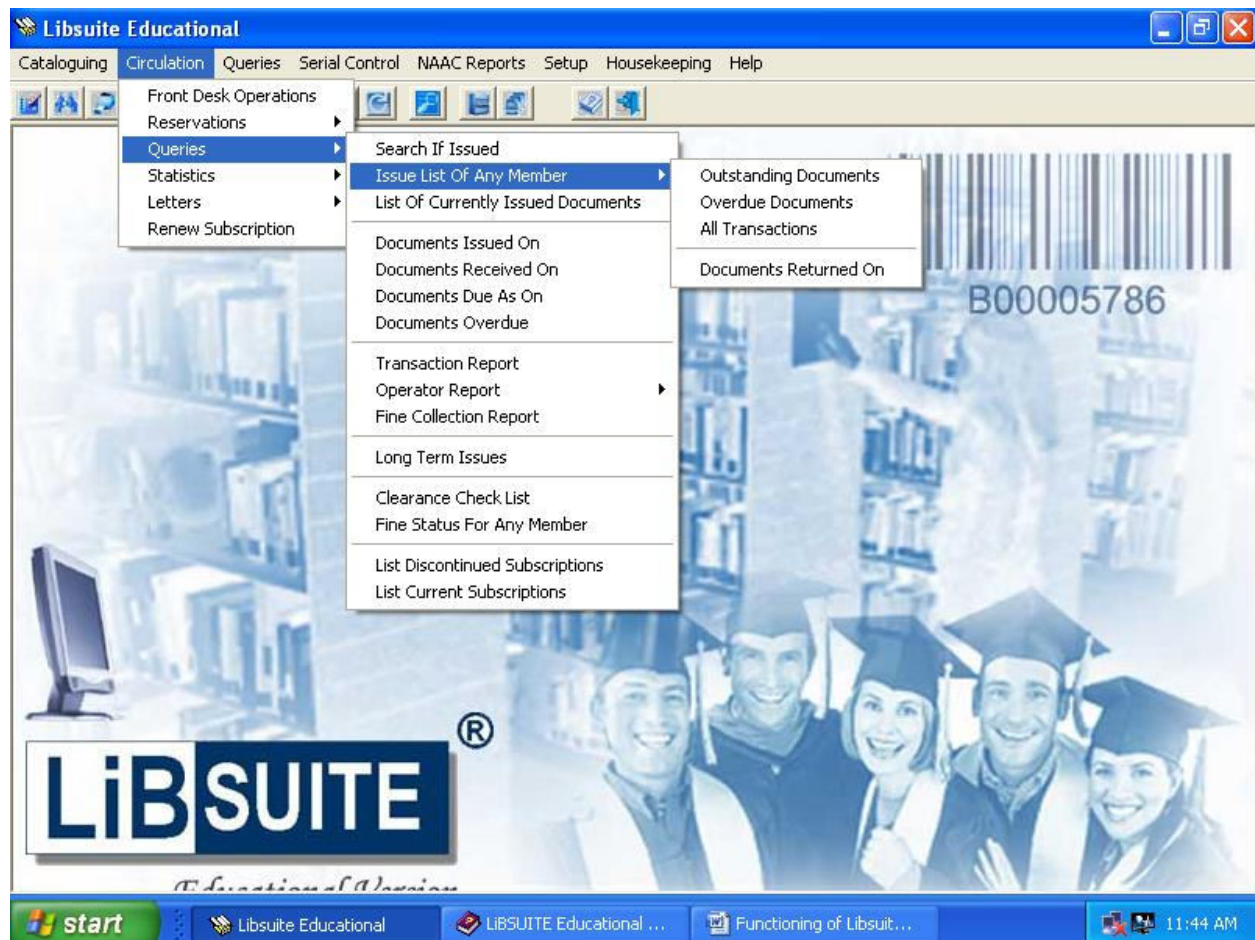 Libsuite Educational
Cataloguing Circulation Queries Serial Control NAAC Reports Setup Housekeeping Help
Front Desk Operations
Reservations
Queries
Statistics
Letters
Renew Subscription
Search If Issued
Issue List Of Any Member
List Of Currently Issued Documents
Documents Issued On
Documents Received On
Documents Due As On
Documents Overdue
Transaction Report
Operator Report
Fine Collection Report
Long Term Issues
Clearance Check List
Fine Status For Any Member
List Discontinued Subscriptions
List Current Subscriptions
Outstanding Documents
Overdue Documents
All Transactions
Documents Returned On
B00005786
LiBSUITE ®
Educational Version
start Libsuite Educational LiBSUITE Educational ... Functioning of Libsuit... 11:44 AM